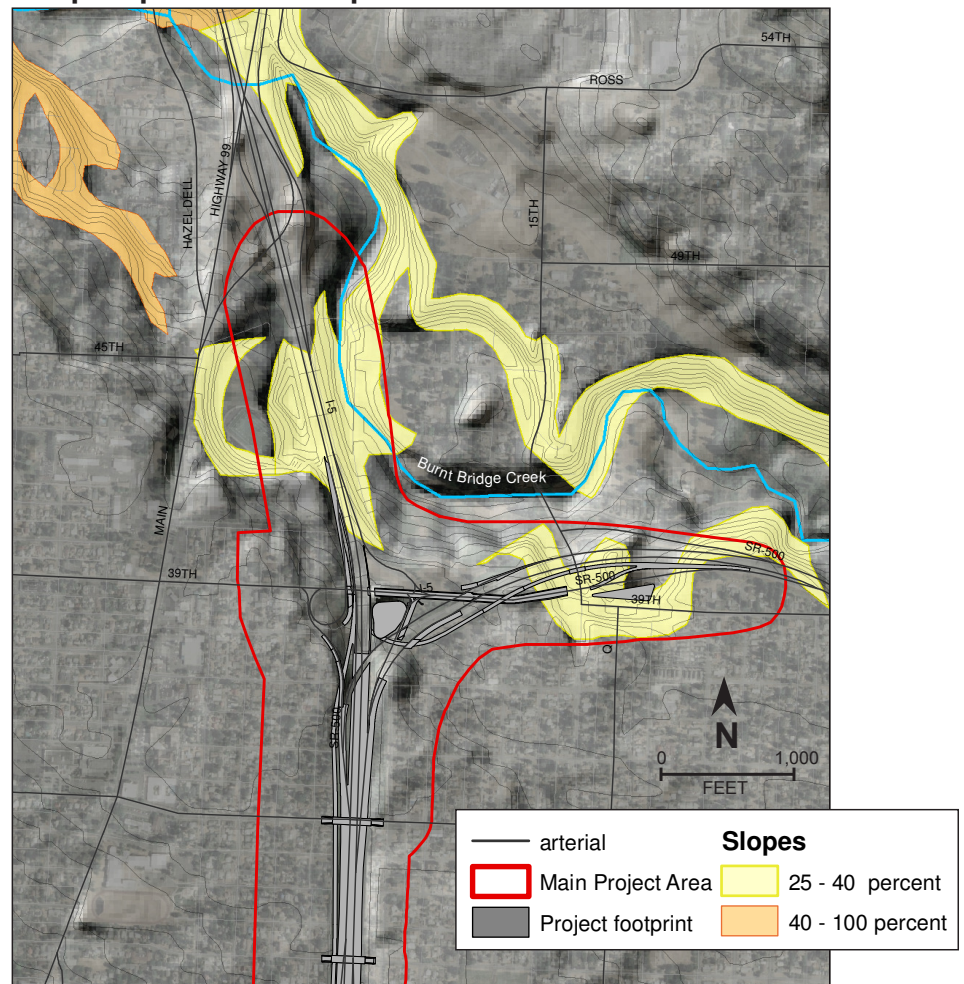 54TH
ROSS
HIGHWAY 99
HAZEL DELL
15TH
49TH
45TH
I-5
Burnt Bridge Creek
MAIN
SR-500
39TH
I-5
SR-500
39TH
Q
SR-500
N
0 1,000
FEET
arterial
Main Project Area
Project footprint
Slopes
25 - 40 percent
40 - 100 percent